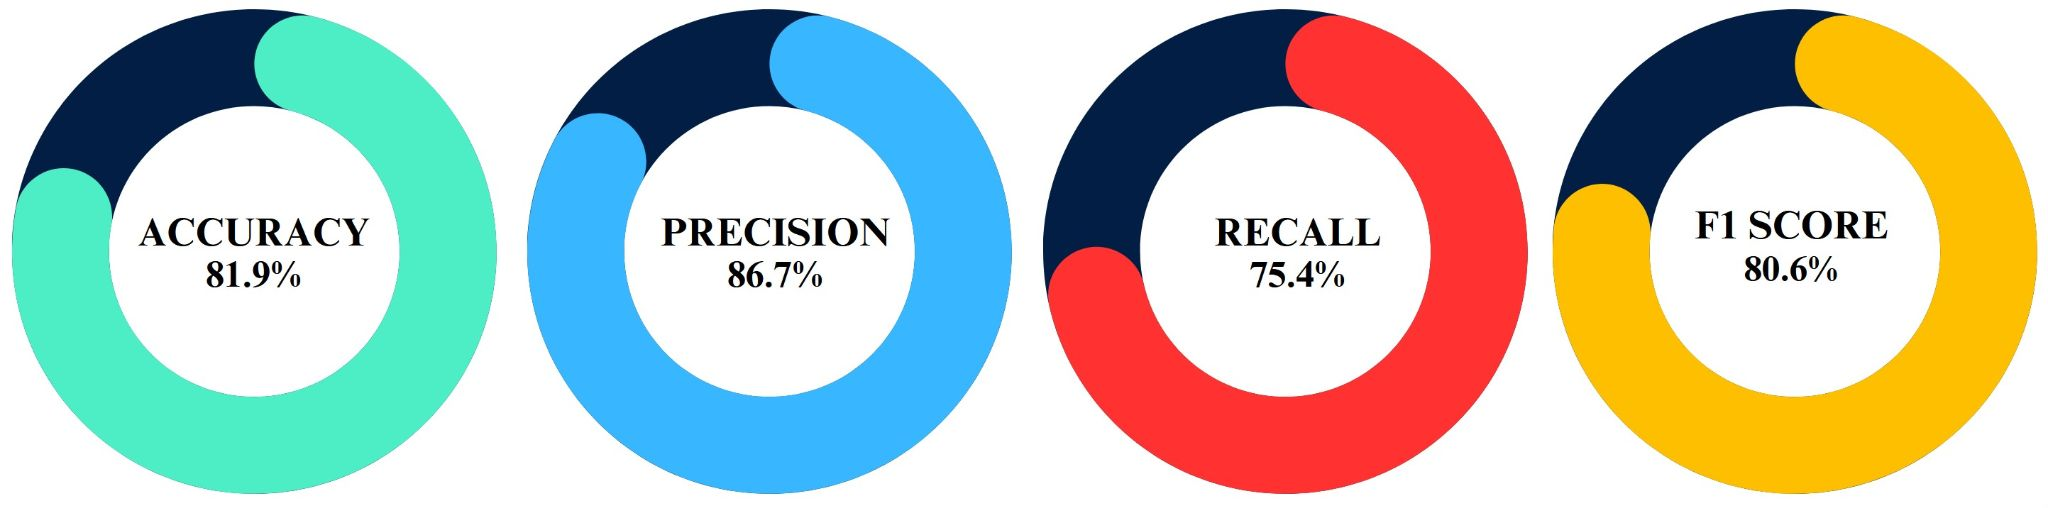 ACCURACY
81.9%
PRECISION
86.7%
RECALL
75.4%
F1 SCORE
80.6%